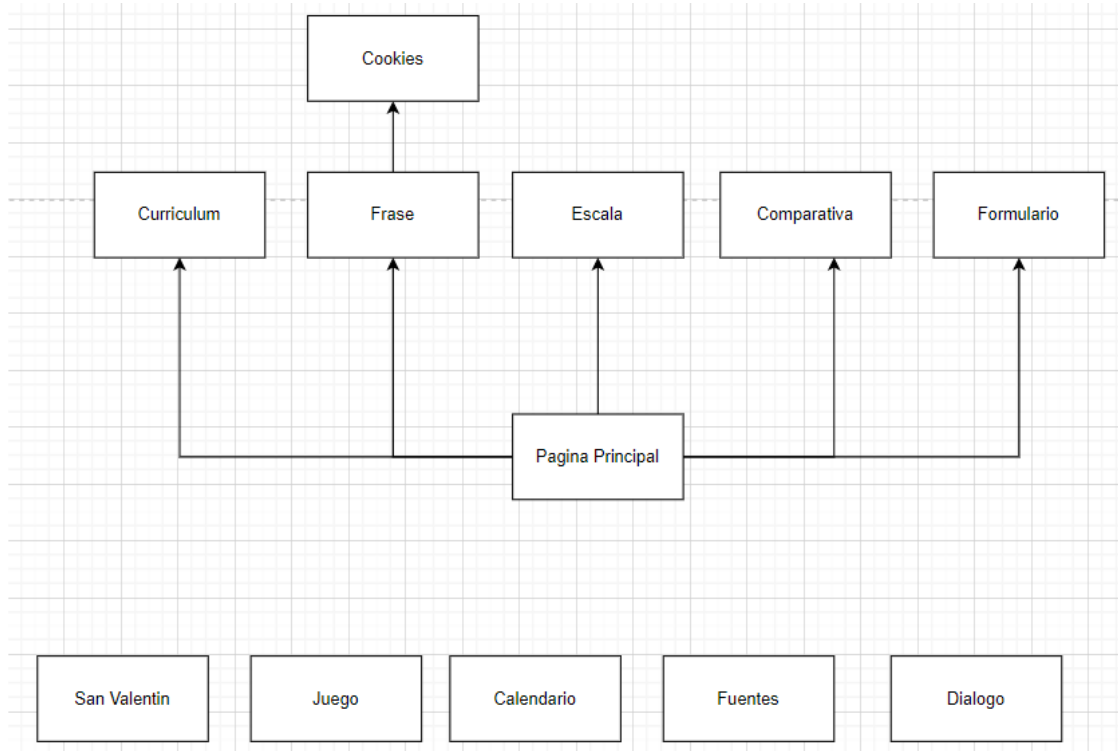 Cookies
Curriculum
Frase
Escala
Comparativa
Formulario
Pagina Principal
San Valentin
Juego
Calendario
Fuentes
Dialogo